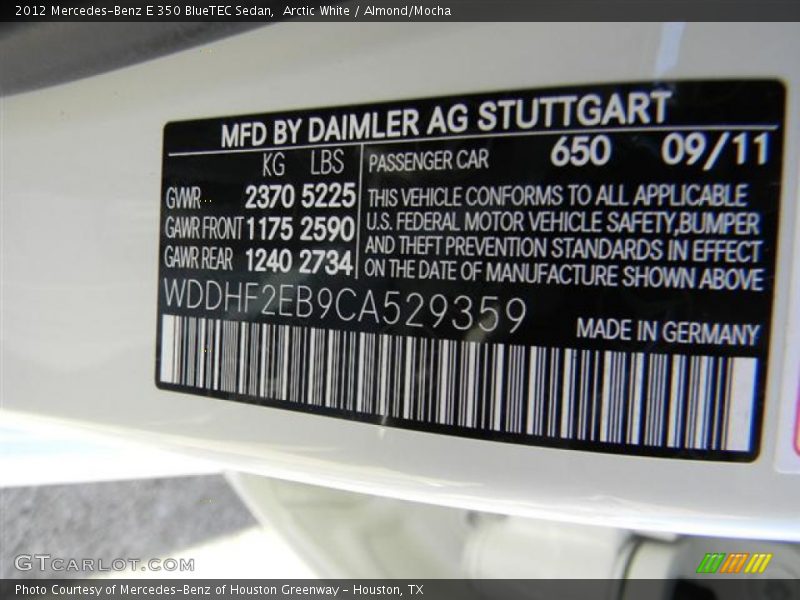 2012 Mercedes-Benz E 350 BlueTEC Sedan,  Arctic White / Almond/Mocha
MFD BY DAIMLER AG STUTTGART
KG LBS PASSENGER CAR 650 09/11
GVWR 2370 5225 THIS VEHICLE CONFORMS TO ALL APPLICABLE
GAWR FRONT 1175 2590 U.S. FEDERAL MOTOR VEHICLE SAFETY,BUMPER
AND THEFT PREVENTION STANDARDS IN EFFECT
GAWR REAR 1240 2734 ON THE DATE OF MANUFACTURE SHOWN ABOVE
WDDHF2EB9CA529359
MADE IN GERMANY
GTCARLOT.COM
Photo Courtesy of Mercedes-Benz of Houston Greenway - Houston, TX